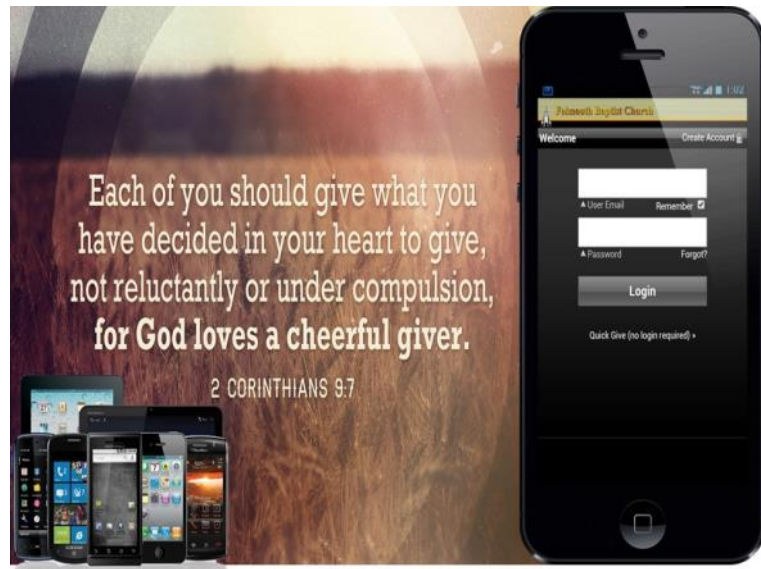 Each of you should give what you
have decided in your heart to give,
not reluctantly or under compulsion,
for God loves a cheerful giver.
2 CORINTHIANS 9:7
1:02
Falmouth Baptist Church
Welcome
Create Account
User Email
Remember
Password
Forgot?
Login
Quick Give (no login required)